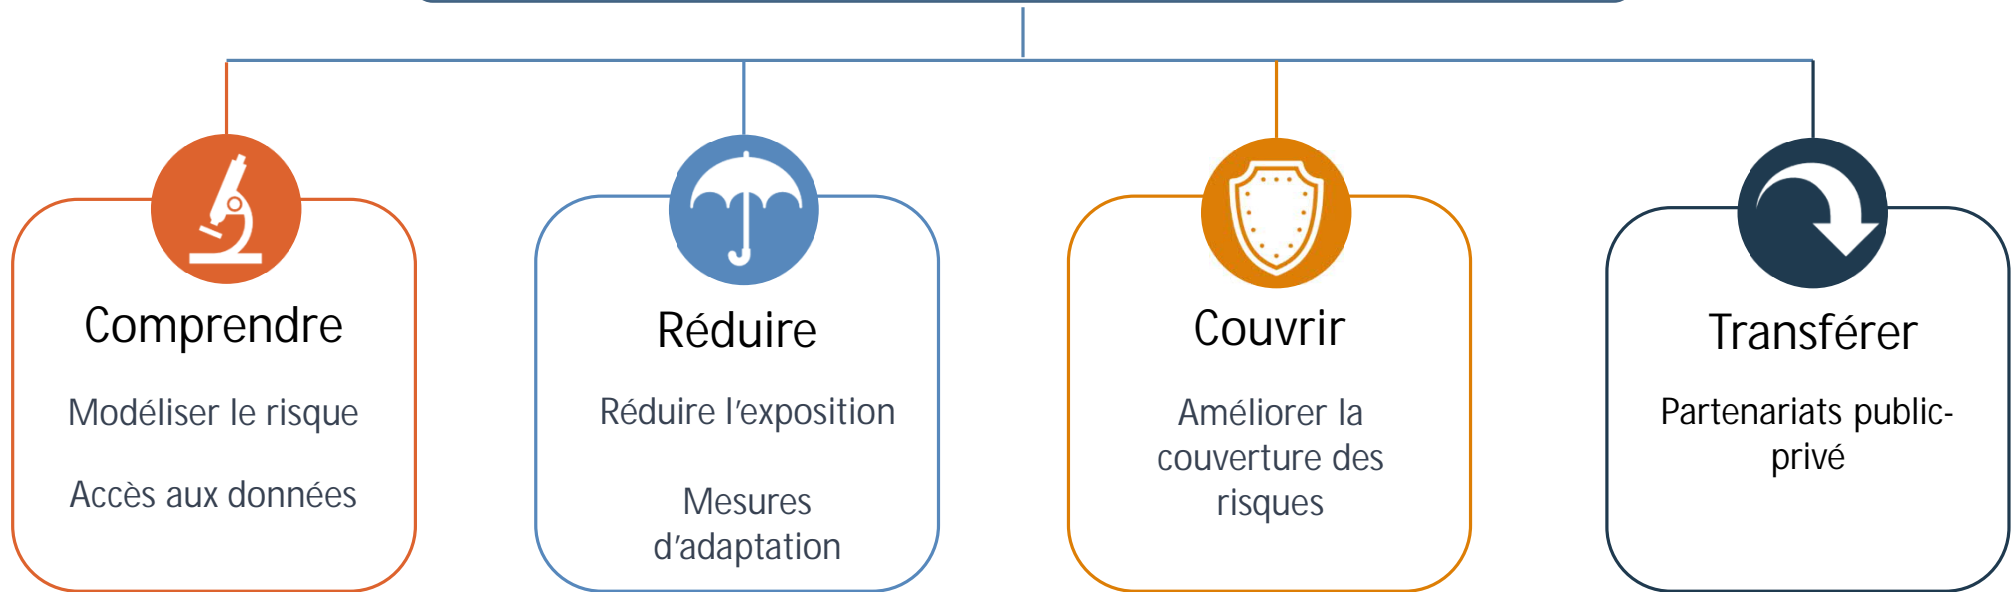 Comprendre
Modéliser le risque
Accès aux données
Réduire
Réduire l'exposition
Mesures
d'adaptation
Couvrir
Améliorer la
couverture des
risques
Transférer
Partenariats public-
privé